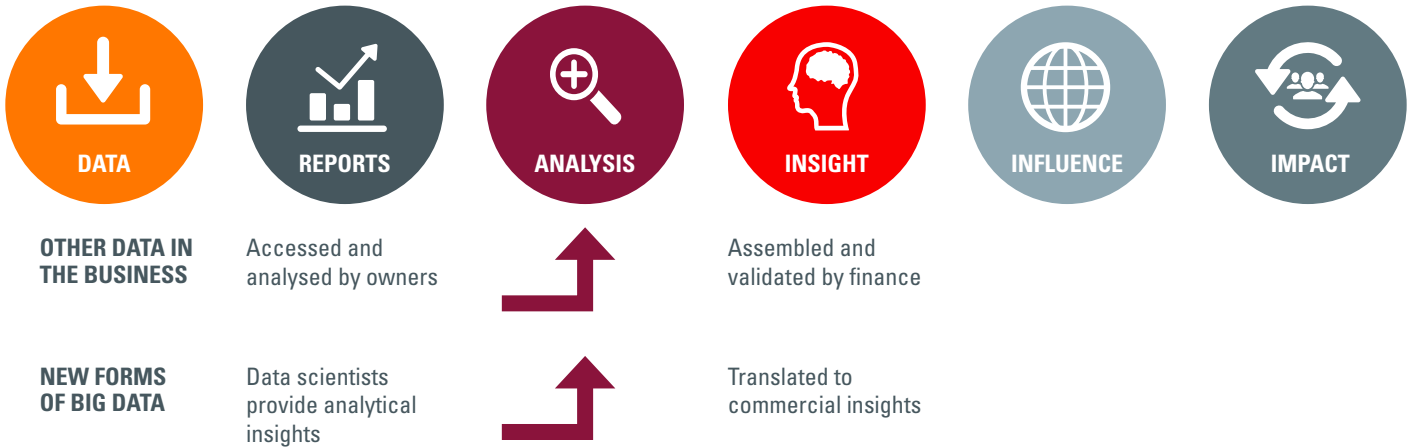 DATA
REPORTS
ANALYSIS
INSIGHT
INFLUENCE
IMPACT
OTHER DATA IN
THE BUSINESS
Accessed and
analysed by owners
Assembled and
validated by finance
NEW FORMS
OF BIG DATA
Data scientists
provide analytical
insights
Translated to
commercial insights